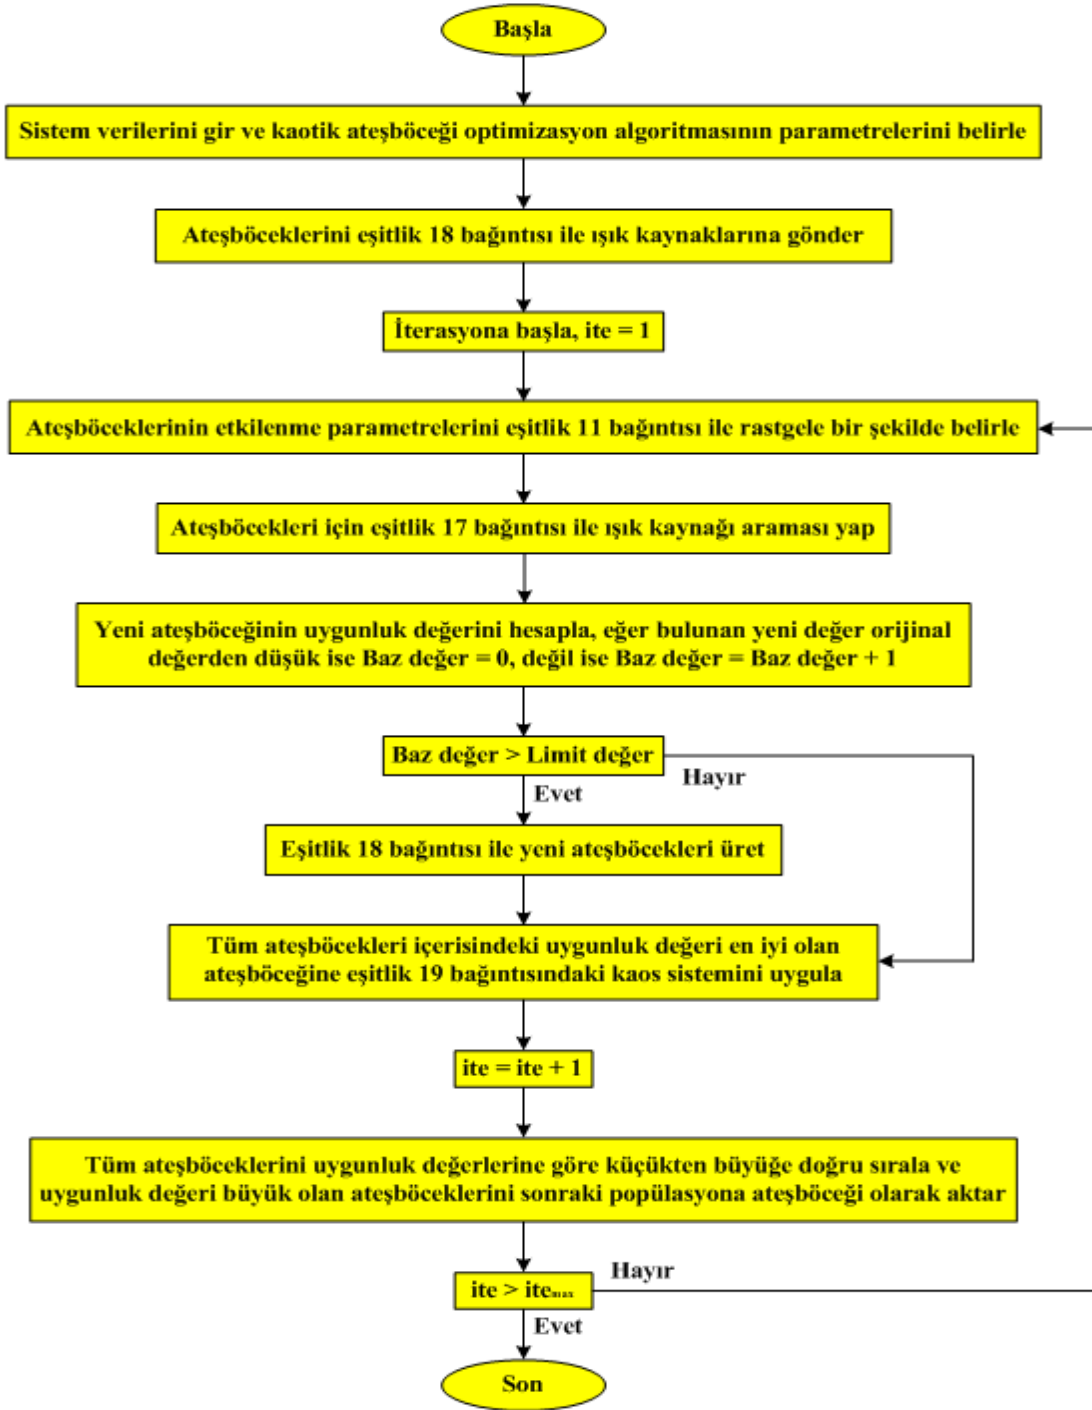 Başla
Sistem verilerini gir ve kaotik ateşböceği optimizasyon algoritmasının parametrelerini belirle
Ateşböceklerini eşitlik 18 bağıntısı ile ışık kaynaklarına gönder
İterasyona başla, ite = 1
Ateşböceklerinin etkilenme parametrelerini eşitlik 11 bağıntısı ile rastgele bir şekilde belirle
Ateşböcekleri için eşitlik 17 bağıntısı ile ışık kaynağı araması yap
Yeni ateşböceğinin uygunluk değerini hesapla, eğer bulunan yeni değer orijinal
değerden düşük ise Baz değer = 0, değil ise Baz değer = Baz değer + 1
Baz değer > Limit değer
Hayır
Evet
Eşitlik 18 bağıntısı ile yeni ateşböcekleri üret
Tüm ateşböcekleri içerisindeki uygunluk değeri en iyi olan
ateşböceğine eşitlik 19 bağıntısındaki kaos sistemini uygula
ite = ite + 1
Tüm ateşböceklerini uygunluk değerlerine göre küçükten büyüğe doğru sırala ve
uygunluk değeri büyük olan ateşböceklerini sonraki popülasyona ateşböceği olarak aktar
Hayır
ite > itemax
Evet
Son